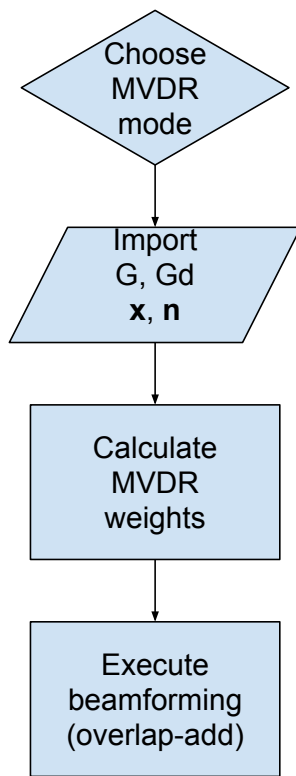 Choose
MVDR
mode
Import
G, Gd
x, n
Calculate
MVDR
weights
Execute
beamforming
(overlap-add)